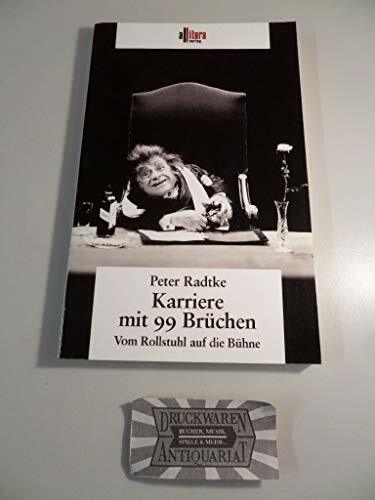 allitera
verlag
Peter Radtke
Karriere
mit 99 Brüchen
Vom Rollstuhl auf die Bühne
DRUCKWAREN
BÜCHER, MUSIK,
SPIELE & MEHR...
ANTIQUARIAT